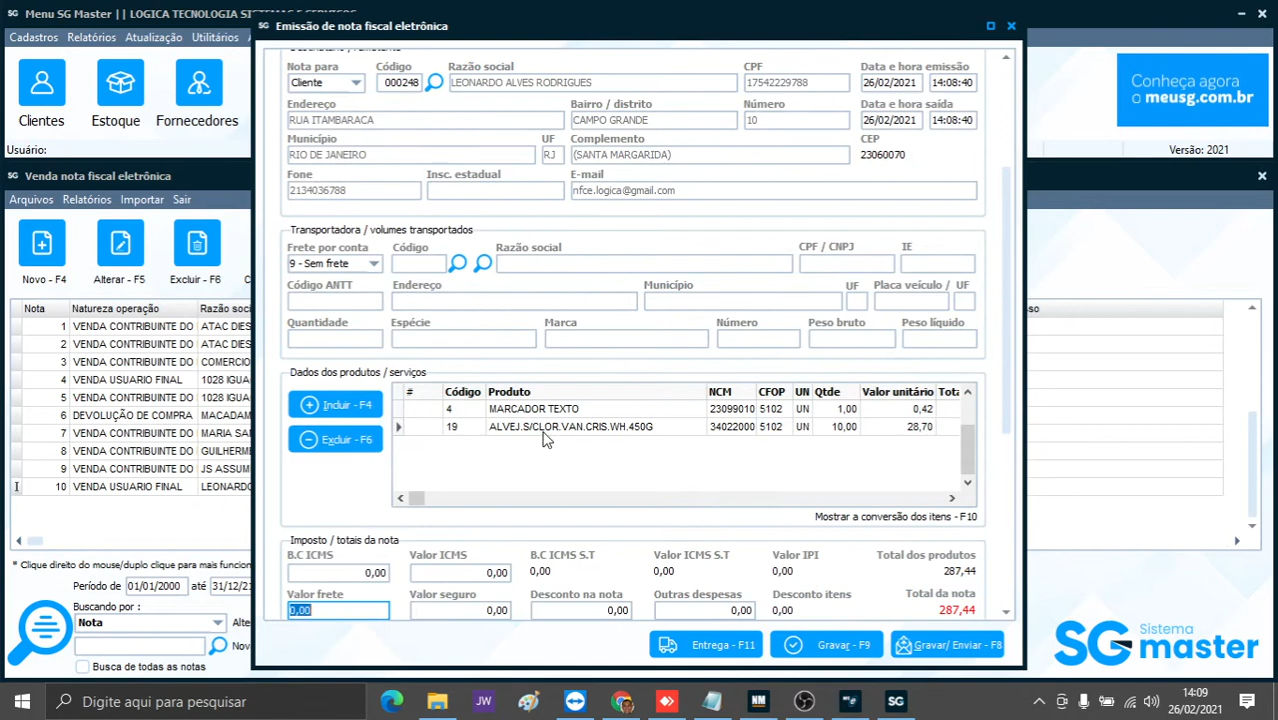 SG Menu SG Master || LOGICA TECNOLOGIA SISTEMAS
Cadastros Relatórios Atualização Utilitários
Clientes Estoque Fornecedores
Usuário:
Conheça agora
o meusg.com.br
Versão: 2021
SG Venda nota fiscal eletrônica
Arquivos Relatórios Importar Sair
Novo - F4 Alterar - F5 Excluir - F6
Nota Natureza operação Razão soci
1 VENDA CONTRIBUINTE DO ATAC DIES
2 VENDA CONTRIBUINTE DO ATAC DIES
3 VENDA CONTRIBUINTE DO COMERCIO
4 VENDA USUARIO FINAL 1028 IGUA
5 VENDA CONTRIBUINTE DO 1028 IGUA
6 DEVOLUÇÃO DE COMPRA MACADAM
7 VENDA CONTRIBUINTE DO MARIA SAN
8 VENDA CONTRIBUINTE DO GUILHERME
9 VENDA CONTRIBUINTE DO JS ASSUMI
10 VENDA USUARIO FINAL LEONARDO
* Clique direito do mouse/duplo clique para mais funcion
Período de 01/01/2000 até 31/12/21
Buscando por :
Nota
Alte
Nov
Busca de todas as notas
SG Emissão de nota fiscal eletrônica
Nota para Código Razão social CPF Data e hora emissão
Cliente 000248 LEONARDO ALVES RODRIGUES 17542229788 26/02/2021 14:08:40
Endereço Bairro / distrito Número Data e hora saída
RUA ITAMBARACA CAMPO GRANDE 10 26/02/2021 14:08:40
Município UF Complemento CEP
RIO DE JANEIRO RJ (SANTA MARGARIDA) 23060070
Fone Insc. estadual E-mail
2134036788 nfce.logica@gmail.com
Transportadora / volumes transportados
Frete por conta Código Razão social CPF / CNPJ IE
9 - Sem frete
Código ANTT Endereço Município UF Placa veículo / UF
Quantidade Espécie Marca Número Peso bruto Peso líquido
Dados dos produtos / serviços
Incluir - F4
Excluir - F6
# Código Produto NCM CFOP UN Qtde Valor unitário Tota
4 MARCADOR TEXTO 23099010 5102 UN 1,00 0,42
19 ALVEJ.S/CLOR.VAN.CRIS.WH.450G 34022000 5102 UN 10,00 28,70
Mostrar a conversão dos itens - F10
Imposto / totais da nota
B.C ICMS Valor ICMS B.C ICMS S.T Valor ICMS S.T Valor IPI Total dos produtos
0,00 0,00 0,00 0,00 0,00 287,44
Valor frete Valor seguro Desconto na nota Outras despesas Desconto itens Total da nota
0,00 0,00 0,00 0,00 0,00 287,44
Entrega - F11 Gravar - F9 Gravar/ Enviar - F8
SG Sistema master
Digite aqui para pesquisar
JW NM SG
14:09
26/02/2021